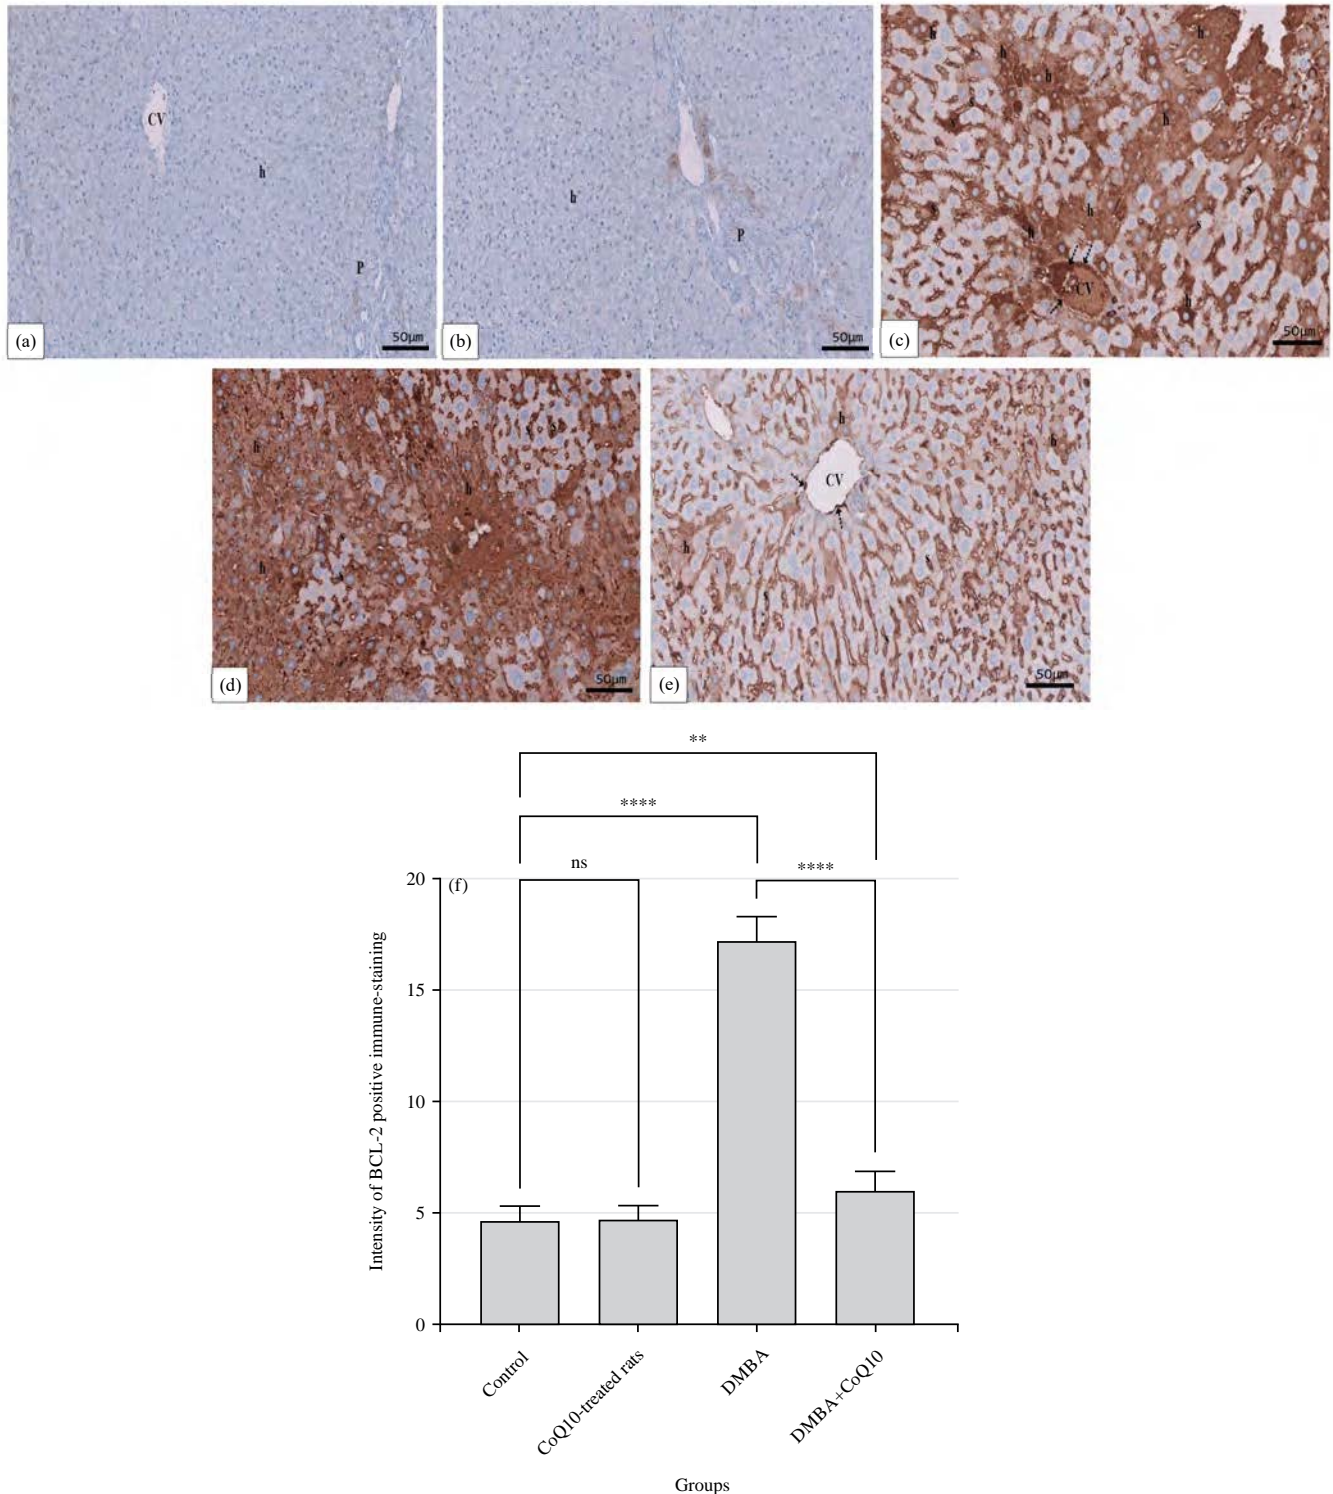 CV
h
P
(a)
50µm
h
P
(b)
50µm
h
s
h
h
h
s
s
h
s
s
s
h
h
CV
h
(c)
50µm
h
s
s
h
s
h
s
(d)
50µm
h
h
CV
h
s
s
s
(e)
50µm
**
****
ns
****
(f)
20
15
10
5
0
Intensity of BCL-2 positive immune-staining
Control
CoQ10-treated rats
DMBA
DMBA+CoQ10
Groups